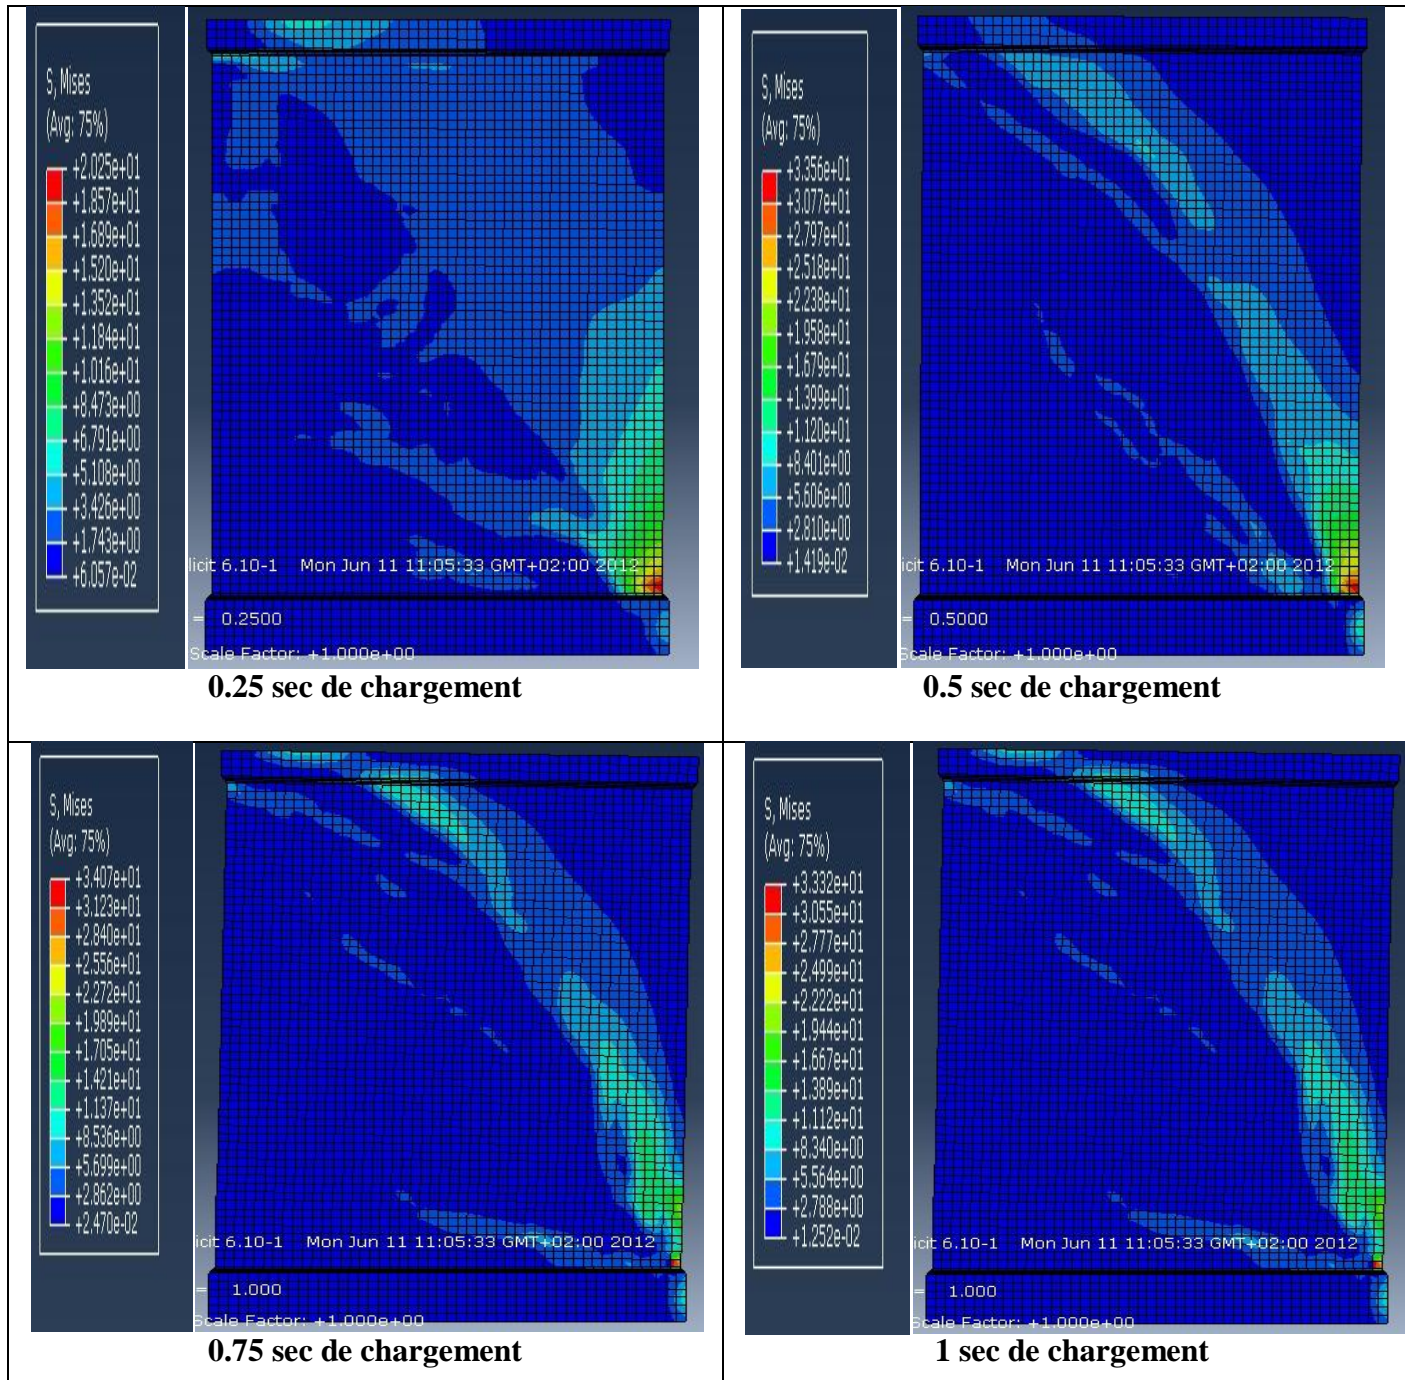 S, Mises
(Avg: 75%)
+2.025e+01
+1.857e+01
+1.689e+01
+1.520e+01
+1.352e+01
+1.184e+01
+1.016e+01
+8.473e+00
+6.791e+00
+5.108e+00
+3.426e+00
+1.743e+00
+6.057e-02
licit 6.10-1 Mon Jun 11 11:05:33 GMT+02:00 2012
= 0.2500
Scale Factor: +1.000e+00
0.25 sec de chargement
S, Mises
(Avg: 75%)
+3.356e+01
+3.077e+01
+2.797e+01
+2.518e+01
+2.238e+01
+1.958e+01
+1.679e+01
+1.399e+01
+1.120e+01
+8.401e+00
+5.606e+00
+2.810e+00
+1.419e-02
icit 6.10-1 Mon Jun 11 11:05:33 GMT+02:00 2012
= 0.5000
Scale Factor: +1.000e+00
0.5 sec de chargement
S, Mises
(Avg: 75%)
+3.407e+01
+3.123e+01
+2.840e+01
+2.556e+01
+2.272e+01
+1.989e+01
+1.705e+01
+1.421e+01
+1.137e+01
+8.536e+00
+5.699e+00
+2.862e+00
+2.470e-02
icit 6.10-1 Mon Jun 11 11:05:33 GMT+02:00 2012
= 1.000
Scale Factor: +1.000e+00
0.75 sec de chargement
S, Mises
(Avg: 75%)
+3.332e+01
+3.055e+01
+2.777e+01
+2.499e+01
+2.222e+01
+1.944e+01
+1.667e+01
+1.389e+01
+1.112e+01
+8.340e+00
+5.564e+00
+2.788e+00
+1.252e-02
icit 6.10-1 Mon Jun 11 11:05:33 GMT+02:00 2012
= 1.000
Scale Factor: +1.000e+00
1 sec de chargement